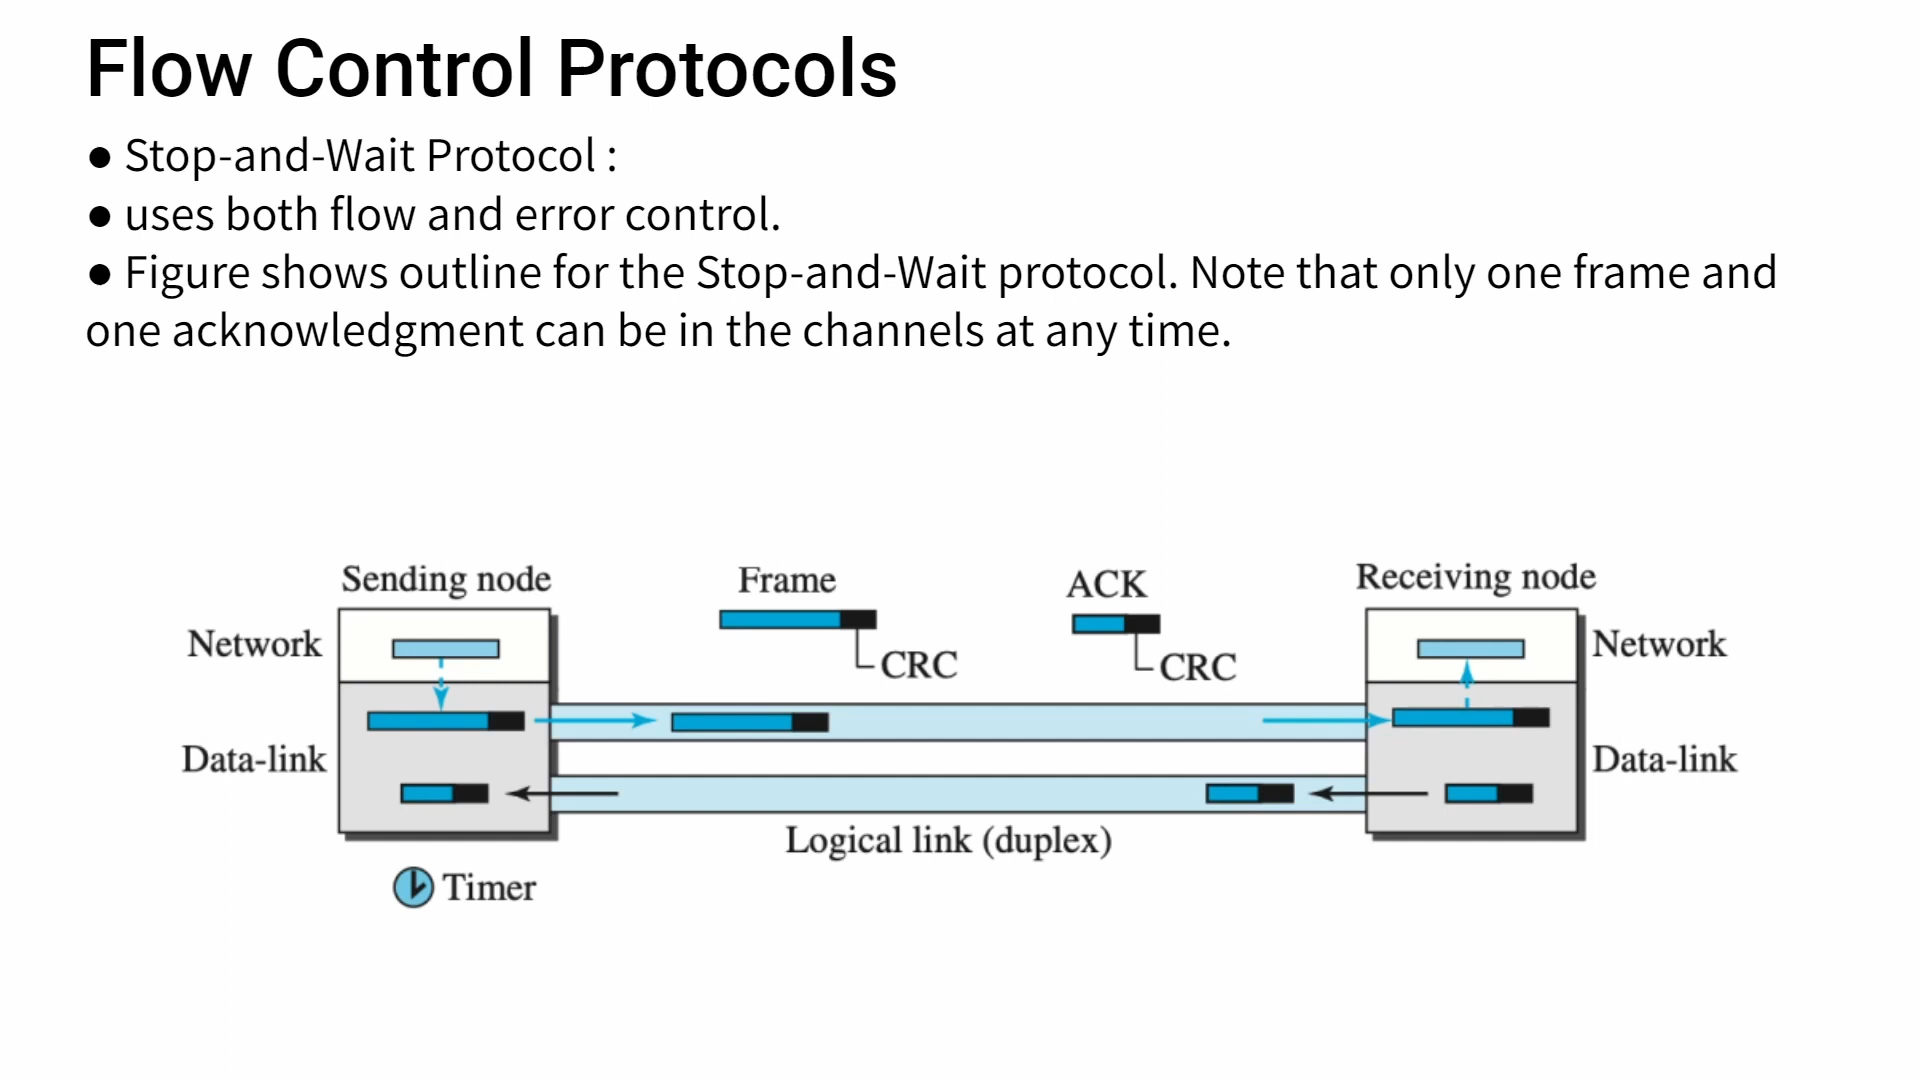 Flow Control Protocols
● Stop-and-Wait Protocol :
● uses both flow and error control.
● Figure shows outline for the Stop-and-Wait protocol. Note that only one frame and
one acknowledgment can be in the channels at any time.
Sending node
Frame
ACK
Receiving node
Network
CRC
CRC
Network
Data-link
Data-link
Logical link (duplex)
Timer